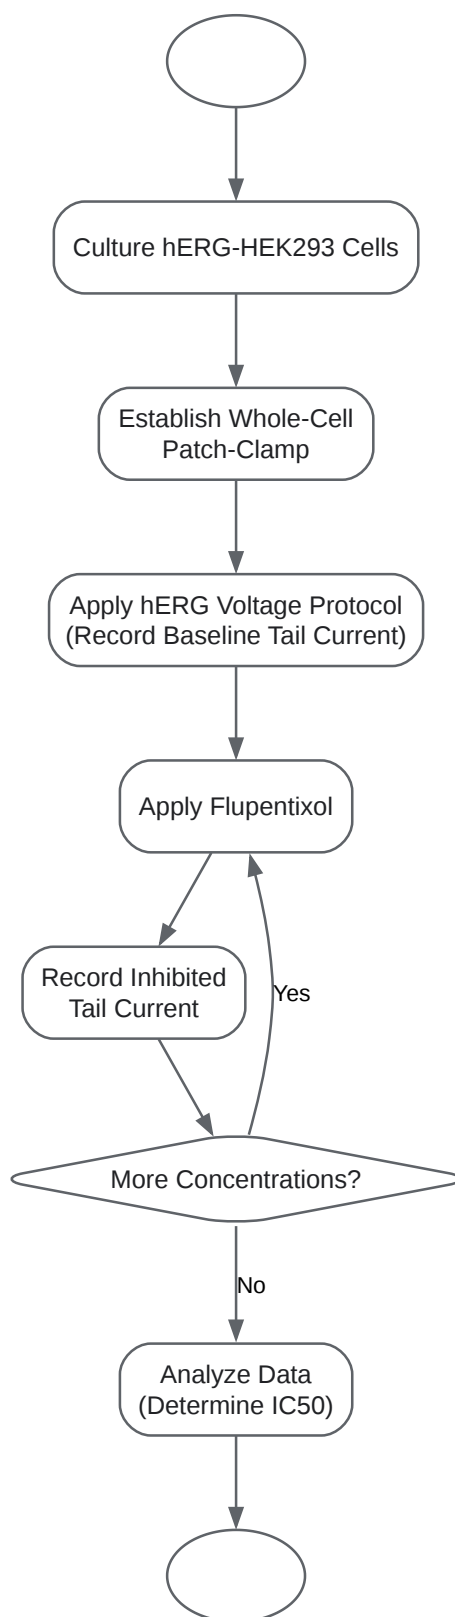 Culture hERG-HEK293 Cells
Establish Whole-Cell
Patch-Clamp
Apply hERG Voltage Protocol
(Record Baseline Tail Current)
Apply Flupentixol
Record Inhibited
Tail Current
Yes
More Concentrations?
No
Analyze Data
(Determine IC50)